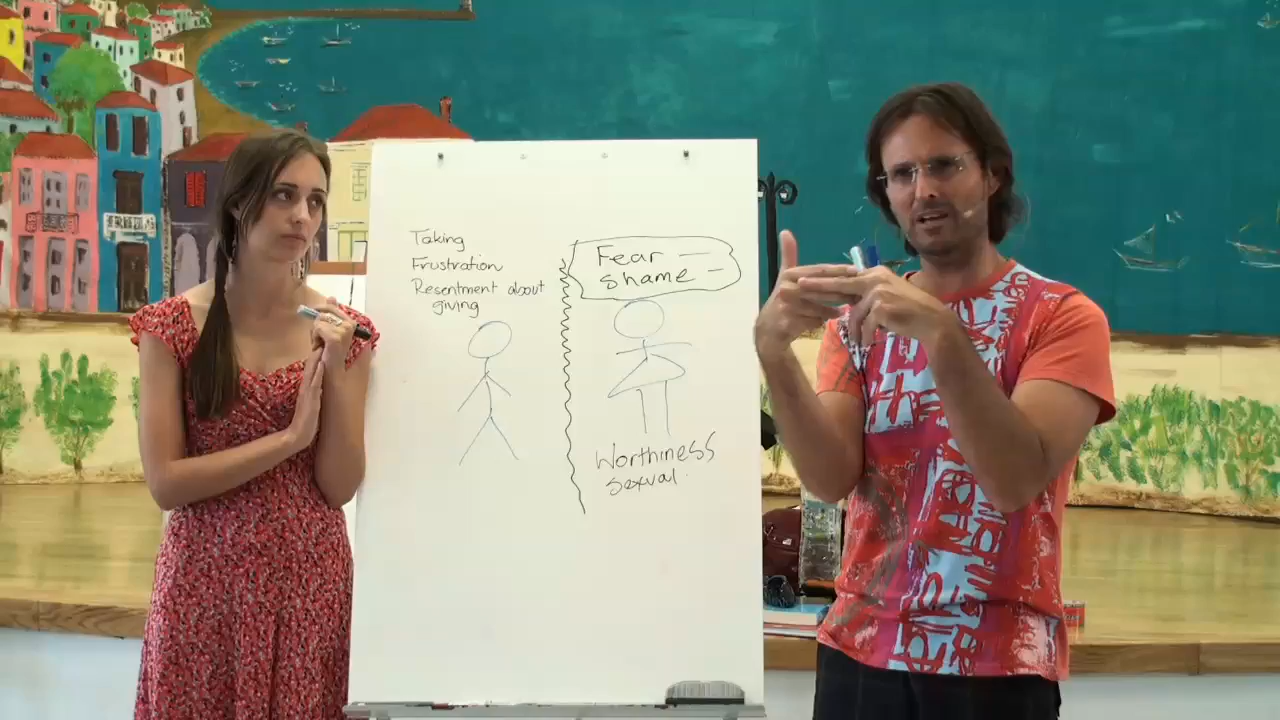 Taking
Frustration
Resentment about
giving
Fear —
shame –
Worthiness
sexual.